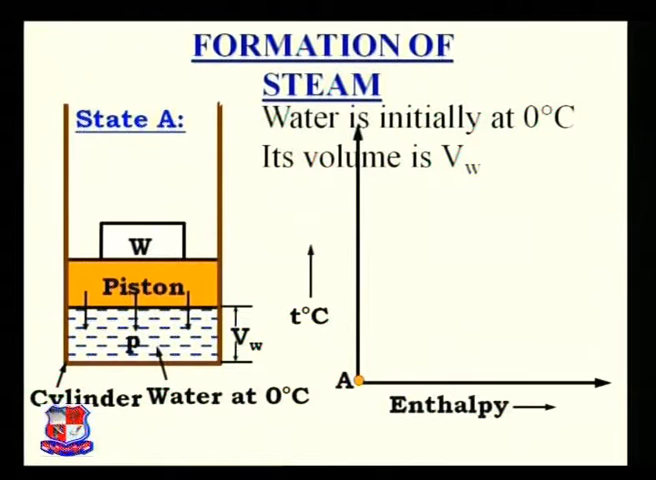 FORMATION OF
STEAM
State A:
Water is initially at 0°C
Its volume is Vw
W
Piston
p
Vw
t°C
A
Cylinder
Water at 0°C
Enthalpy